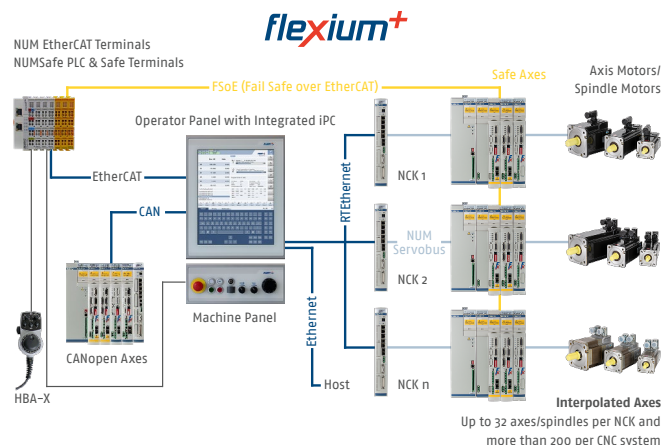 flexium+
NUM EtherCAT Terminals
NUMSafe PLC & Safe Terminals
FSoE (Fail Safe over EtherCAT)
Safe Axes
Axis Motors/
Spindle Motors
Operator Panel with Integrated iPC
EtherCAT
CAN
RTEthernet
NCK 1
NUM
Servobus
NCK 2
Machine Panel
CANopen Axes
Ethernet
HBA-X
Host
NCK n
Interpolated Axes
Up to 32 axes/spindles per NCK and
more than 200 per CNC system